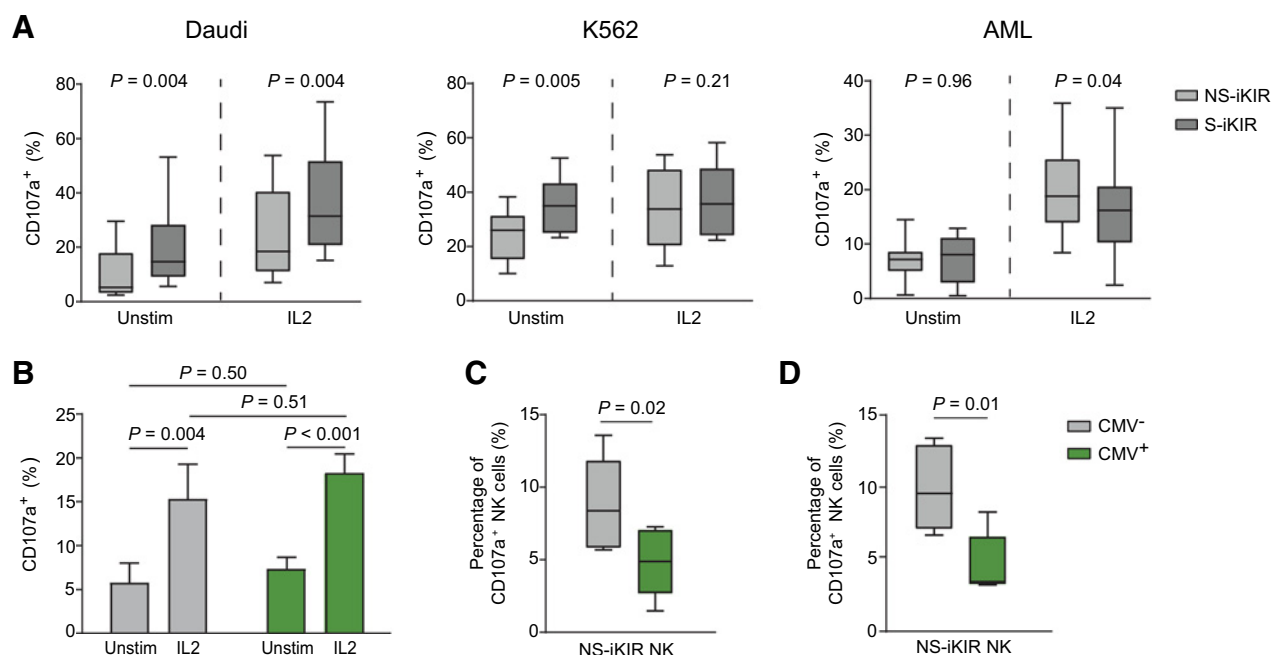 A
Daudi
K562
AML
P = 0.004
P = 0.004
P = 0.005
P = 0.21
P = 0.96
P = 0.04
CD107a+ (%)
80
60
40
20
0
Unstim
IL2
CD107a+ (%)
80
60
40
20
0
Unstim
IL2
CD107a+ (%)
40
30
20
10
0
Unstim
IL2
NS-iKIR
S-iKIR
B
P = 0.50
P = 0.51
P = 0.004
P < 0.001
CD107a+ (%)
25
20
15
10
5
0
Unstim
IL2
Unstim
IL2
C
P = 0.02
Percentage of
CD107a+ NK cells (%)
15
10
5
0
NS-iKIR NK
D
P = 0.01
Percentage of
CD107a+ NK cells (%)
15
10
5
0
NS-iKIR NK
CMV-
CMV+